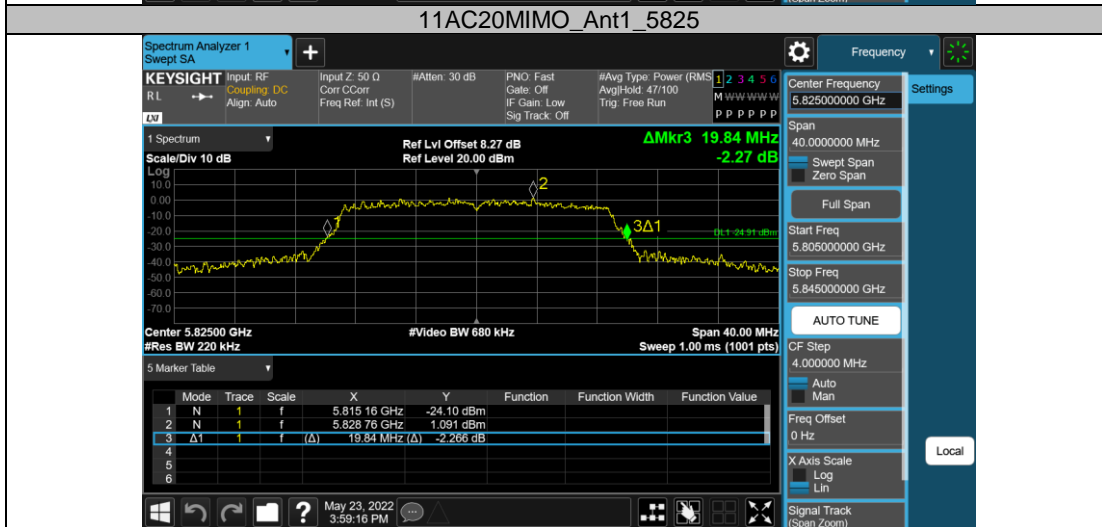 (Span Zoom)
11AC20MIMO_Ant1_5825
Spectrum Analyzer 1
Swept SA
Frequency
KEYSIGHT Input: RF Input Z: 50 Ω #Atten: 30 dB PNO: Fast #Avg Type: Power (RMS 1 2 3 4 5 6
RL Coupling: DC Corr CCorr Gate: Off Avg|Hold: 47/100 M W W W W W
Align: Auto Freq Ref: Int (S) IF Gain: Low Trig: Free Run
LXI Sig Track: Off P P P P P P
Center Frequency
5.825000000 GHz
Settings
Span
40.0000000 MHz
Swept Span
Zero Span
Full Span
Start Freq
5.805000000 GHz
Stop Freq
5.845000000 GHz
AUTO TUNE
CF Step
4.000000 MHz
Auto
Man
Freq Offset
0 Hz
Local
X Axis Scale
Log
Lin
Signal Track
(Span Zoom)
1 Spectrum
Ref Lvl Offset 8.27 dB ΔMkr3 19.84 MHz
Scale/Div 10 dB Ref Level 20.00 dBm -2.27 dB
Log
10.0
0.00
-10.0
-20.0
-30.0
-40.0
-50.0
-60.0
-70.0
1
2
3Δ1
DL1 -24.91 dBm
Center 5.82500 GHz #Video BW 680 kHz Span 40.00 MHz
#Res BW 220 kHz Sweep 1.00 ms (1001 pts)
5 Marker Table
Mode Trace Scale X Y Function Function Width Function Value
1 N 1 f 5.815 16 GHz -24.10 dBm
2 N 1 f 5.828 76 GHz 1.091 dBm
3 Δ1 1 f (Δ) 19.84 MHz (Δ) -2.266 dB
4
5
6
?
May 23, 2022
3:59:16 PM